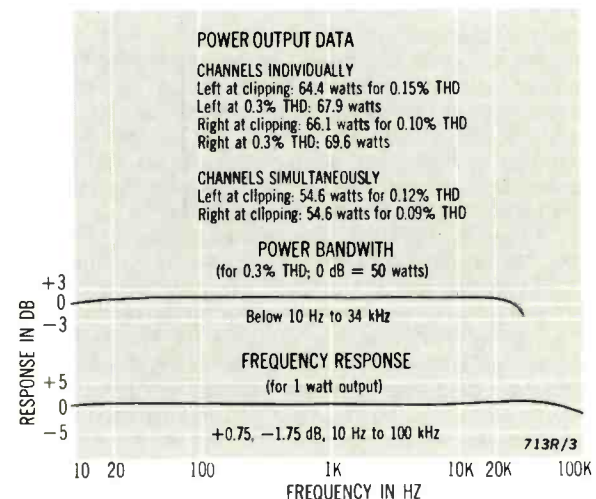 POWER OUTPUT DATA
CHANNELS INDIVIDUALLY
Left at clipping: 64.4 watts for 0.15% THD
Left at 0.3% THD: 67.9 watts
Right at clipping: 66.1 watts for 0.10% THD
Right at 0.3% THD: 69.6 watts
CHANNELS SIMULTANEOUSLY
Left at clipping: 54.6 watts for 0.12% THD
Right at clipping: 54.6 watts for 0.09% THD
POWER BANDWITH
(for 0.3% THD; 0 dB = 50 watts)
+3
0
−3
Below 10 Hz to 34 kHz
RESPONSE IN DB
FREQUENCY RESPONSE
(for 1 watt output)
+5
0
−5
+0.75, −1.75 dB, 10 Hz to 100 kHz
713R/3
10 20 100 1K 10K 20K 100K
FREQUENCY IN HZ